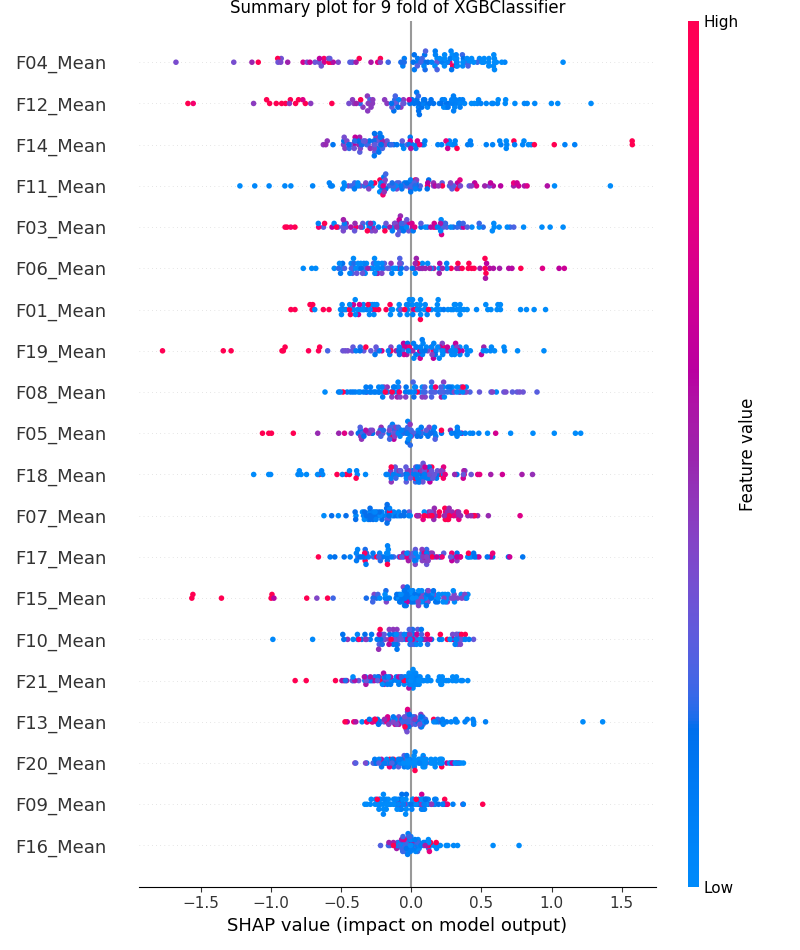 Summary plot for 9 fold of XGBClassifier
High
F04_Mean
F12_Mean
F14_Mean
F11_Mean
F03_Mean
F06_Mean
F01_Mean
F19_Mean
F08_Mean
F05_Mean
F18_Mean
F07_Mean
F17_Mean
F15_Mean
F10_Mean
F21_Mean
F13_Mean
F20_Mean
F09_Mean
F16_Mean
Feature value
Low
−1.5 −1.0 −0.5 0.0 0.5 1.0 1.5
SHAP value (impact on model output)